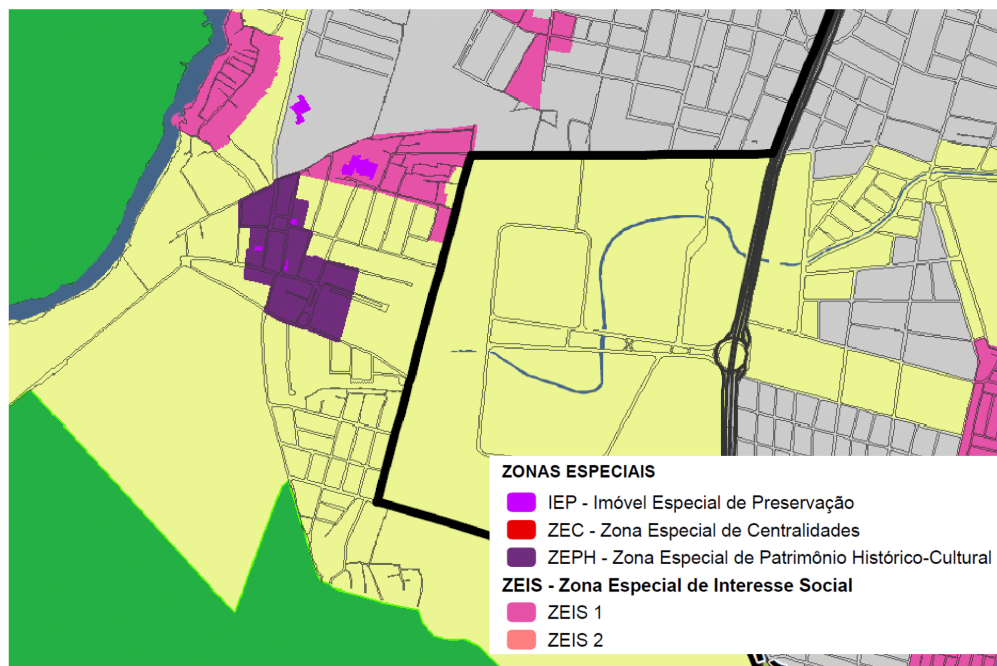 ZONAS ESPECIAIS
IEP - Imóvel Especial de Preservação
ZEC - Zona Especial de Centralidades
ZEPH - Zona Especial de Patrimônio Histórico-Cultural
ZEIS - Zona Especial de Interesse Social
ZEIS 1
ZEIS 2